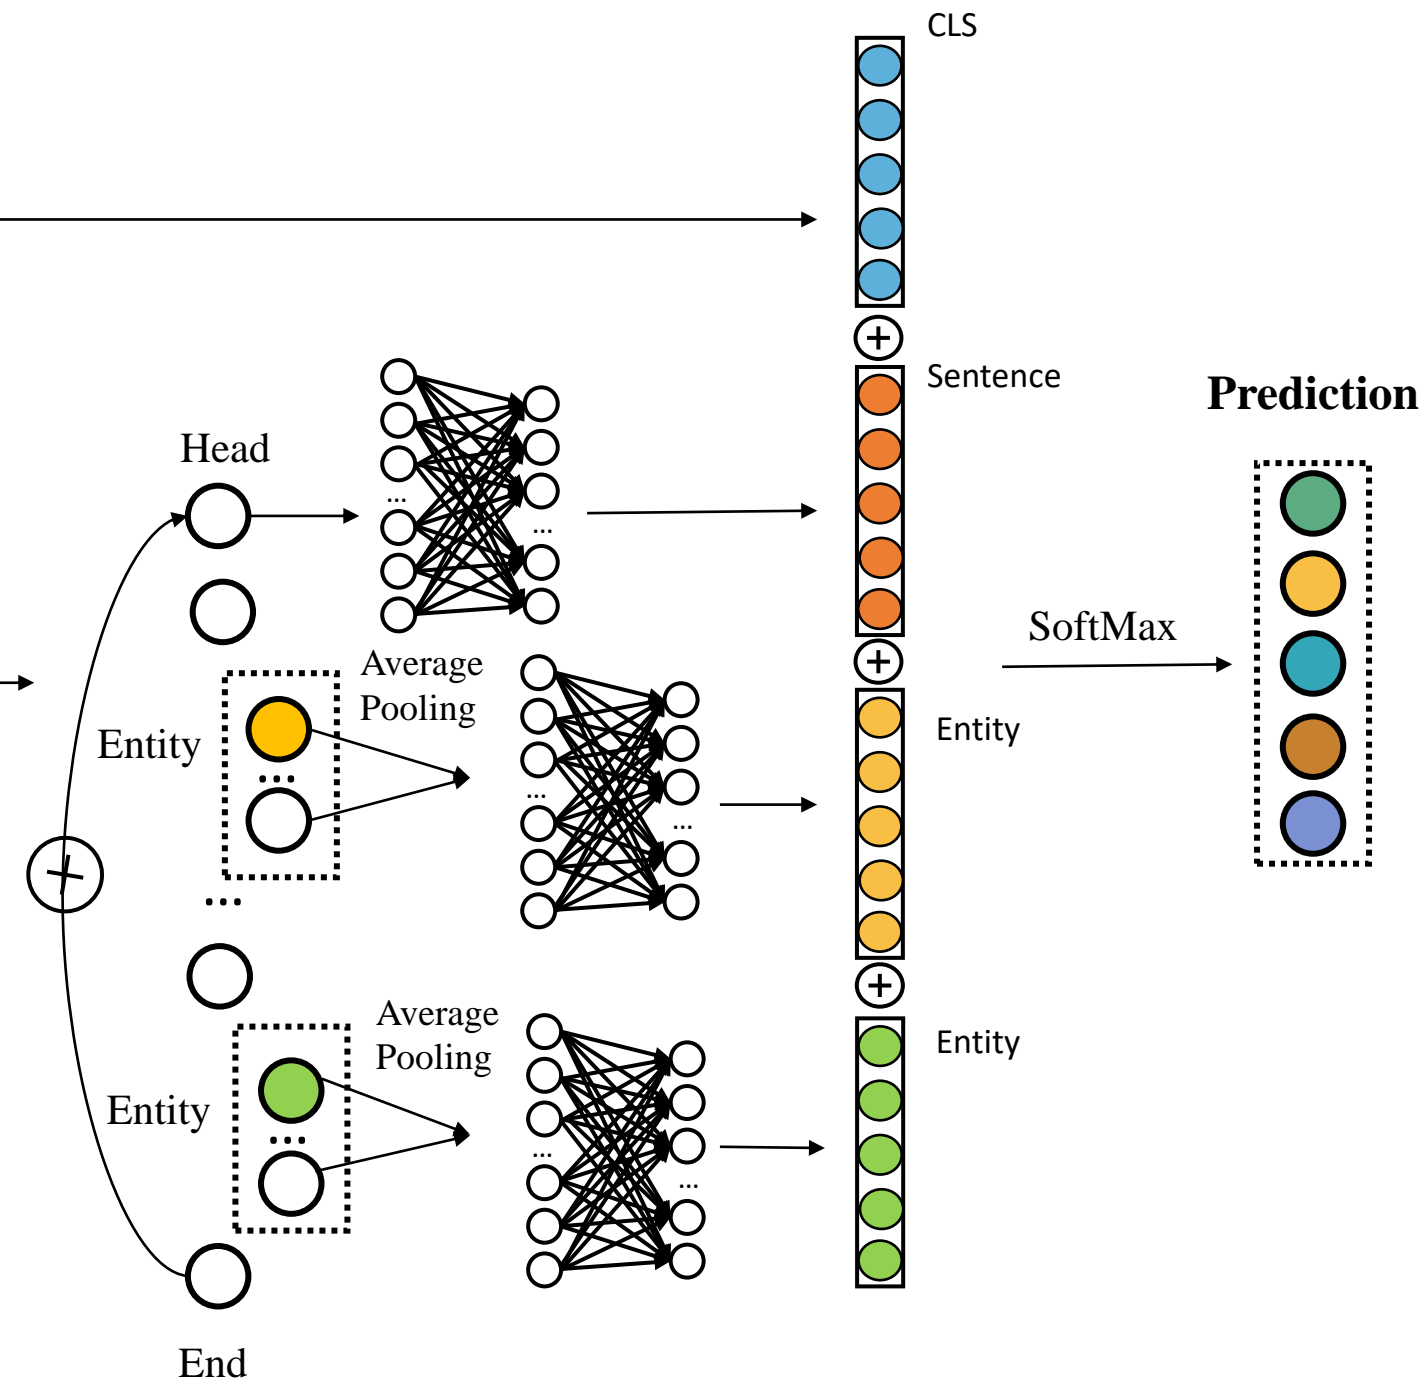 CLS
Sentence
Prediction
Head
...
...
SoftMax
Average
Pooling
Entity
Entity
...
...
...
...
Average
Pooling
Entity
Entity
...
...
...
End